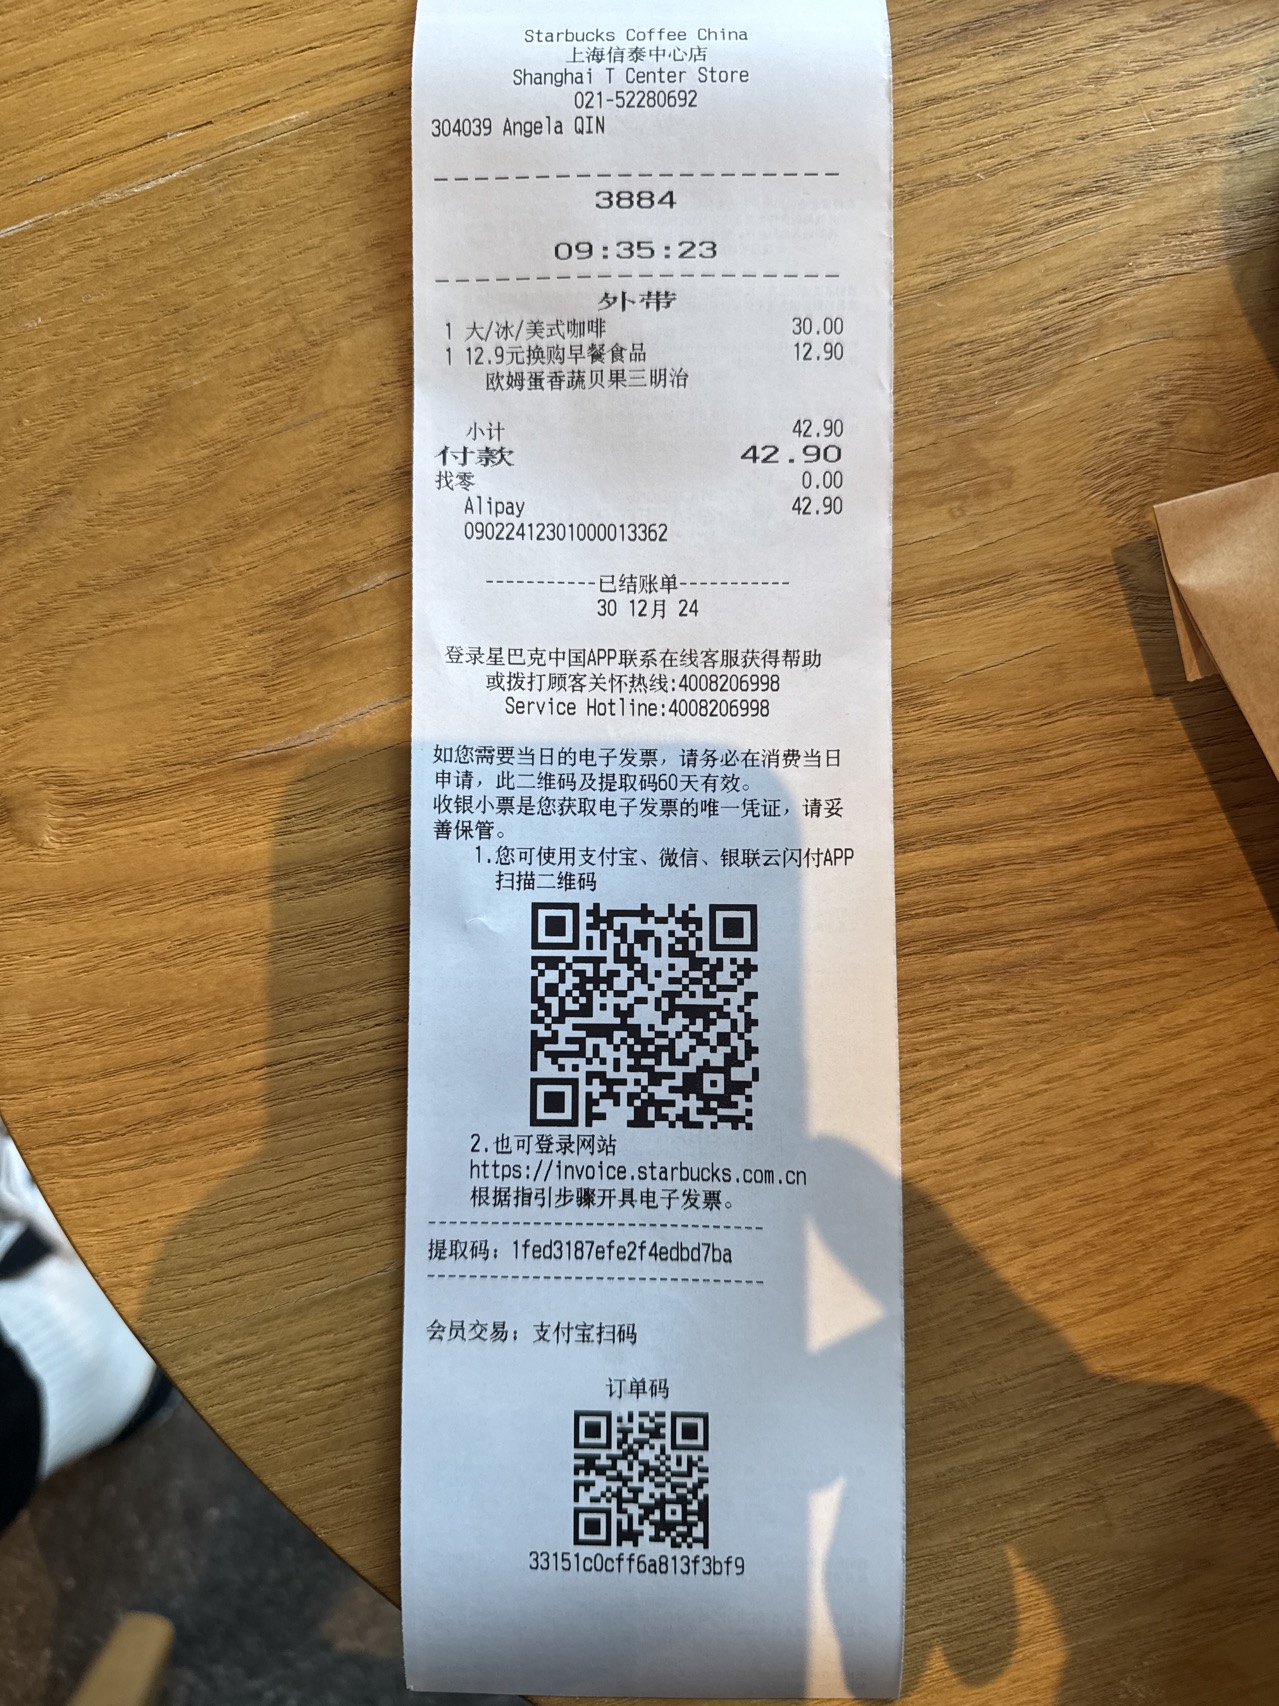 Starbucks Coffee China
上海信泰中心店
Shanghai T Center Store
021-52280692
304039 Angela QIN
3884
09:35:23
外带
1 大/冰/美式咖啡 30.00
1 12.9元换购早餐食品 12.90
欧姆蛋香蔬贝果三明治
小计 42.90
付款 42.90
找零 0.00
Alipay 42.90
09022412301000013362
-----------已结账单-----------
30 12月 24
登录星巴克中国APP联系在线客服获得帮助
或拨打顾客关怀热线:4008206998
Service Hotline:4008206998
如您需要当日的电子发票，请务必在消费当日
申请，此二维码及提取码60天有效。
收银小票是您获取电子发票的唯一凭证，请妥
善保管。
1.您可使用支付宝、微信、银联云闪付APP
扫描二维码
2.也可登录网站
https://invoice.starbucks.com.cn
根据指引步骤开具电子发票。
提取码：1fed3187efe2f4edbd7ba
会员交易；支付宝扫码
订单码
33151c0cff6a813f3bf9